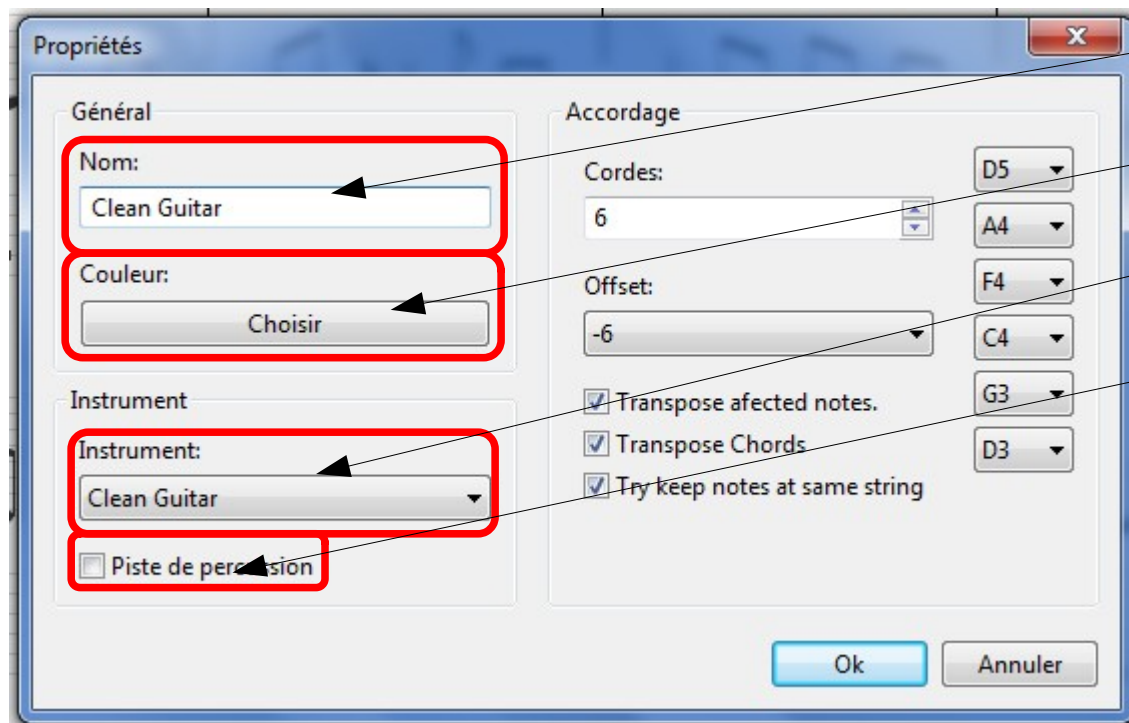 Propriétés
Général
Nom:
Clean Guitar
Couleur:
Choisir
Instrument
Instrument:
Clean Guitar
Piste de percussion
Accordage
Cordes:
6
Offset:
-6
Transpose afected notes.
Transpose Chords
Try keep notes at same string
D5
A4
F4
C4
G3
D3
Ok
Annuler